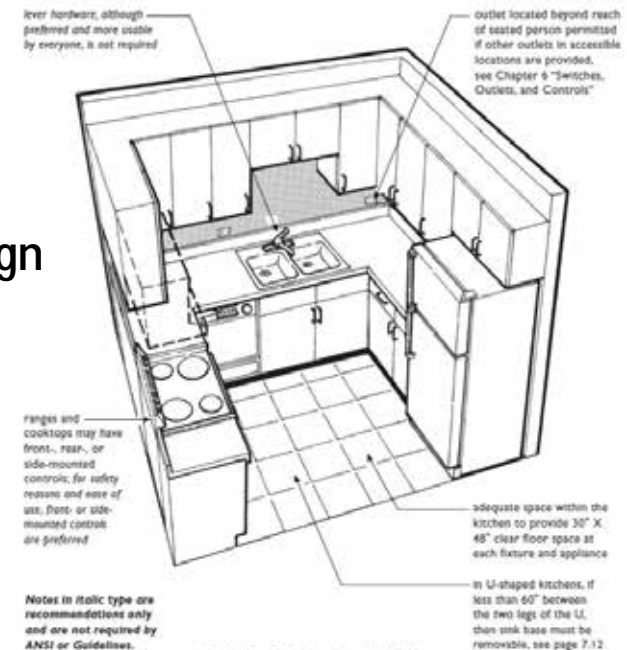 lever hardware, although
preferred and more usable
by everyone, is not required
outlet located beyond reach
of seated person permitted
if other outlets in accessible
locations are provided,
see Chapter 6 "Switches,
Outlets, and Controls"
gn
ranges and
cooktops may have
front-, rear-, or
side-mounted
controls; for safety
reasons and ease of
use, front- or side-
mounted controls
are preferred
adequate space within the
kitchen to provide 30" X
48" clear floor space at
each fixture and appliance
in U-shaped kitchens, if
less than 60" between
the two legs of the U,
then sink base must be
removable, see page 7.12
Notes in italic type are
recommendations only
and are not required by
ANSI or Guidelines.